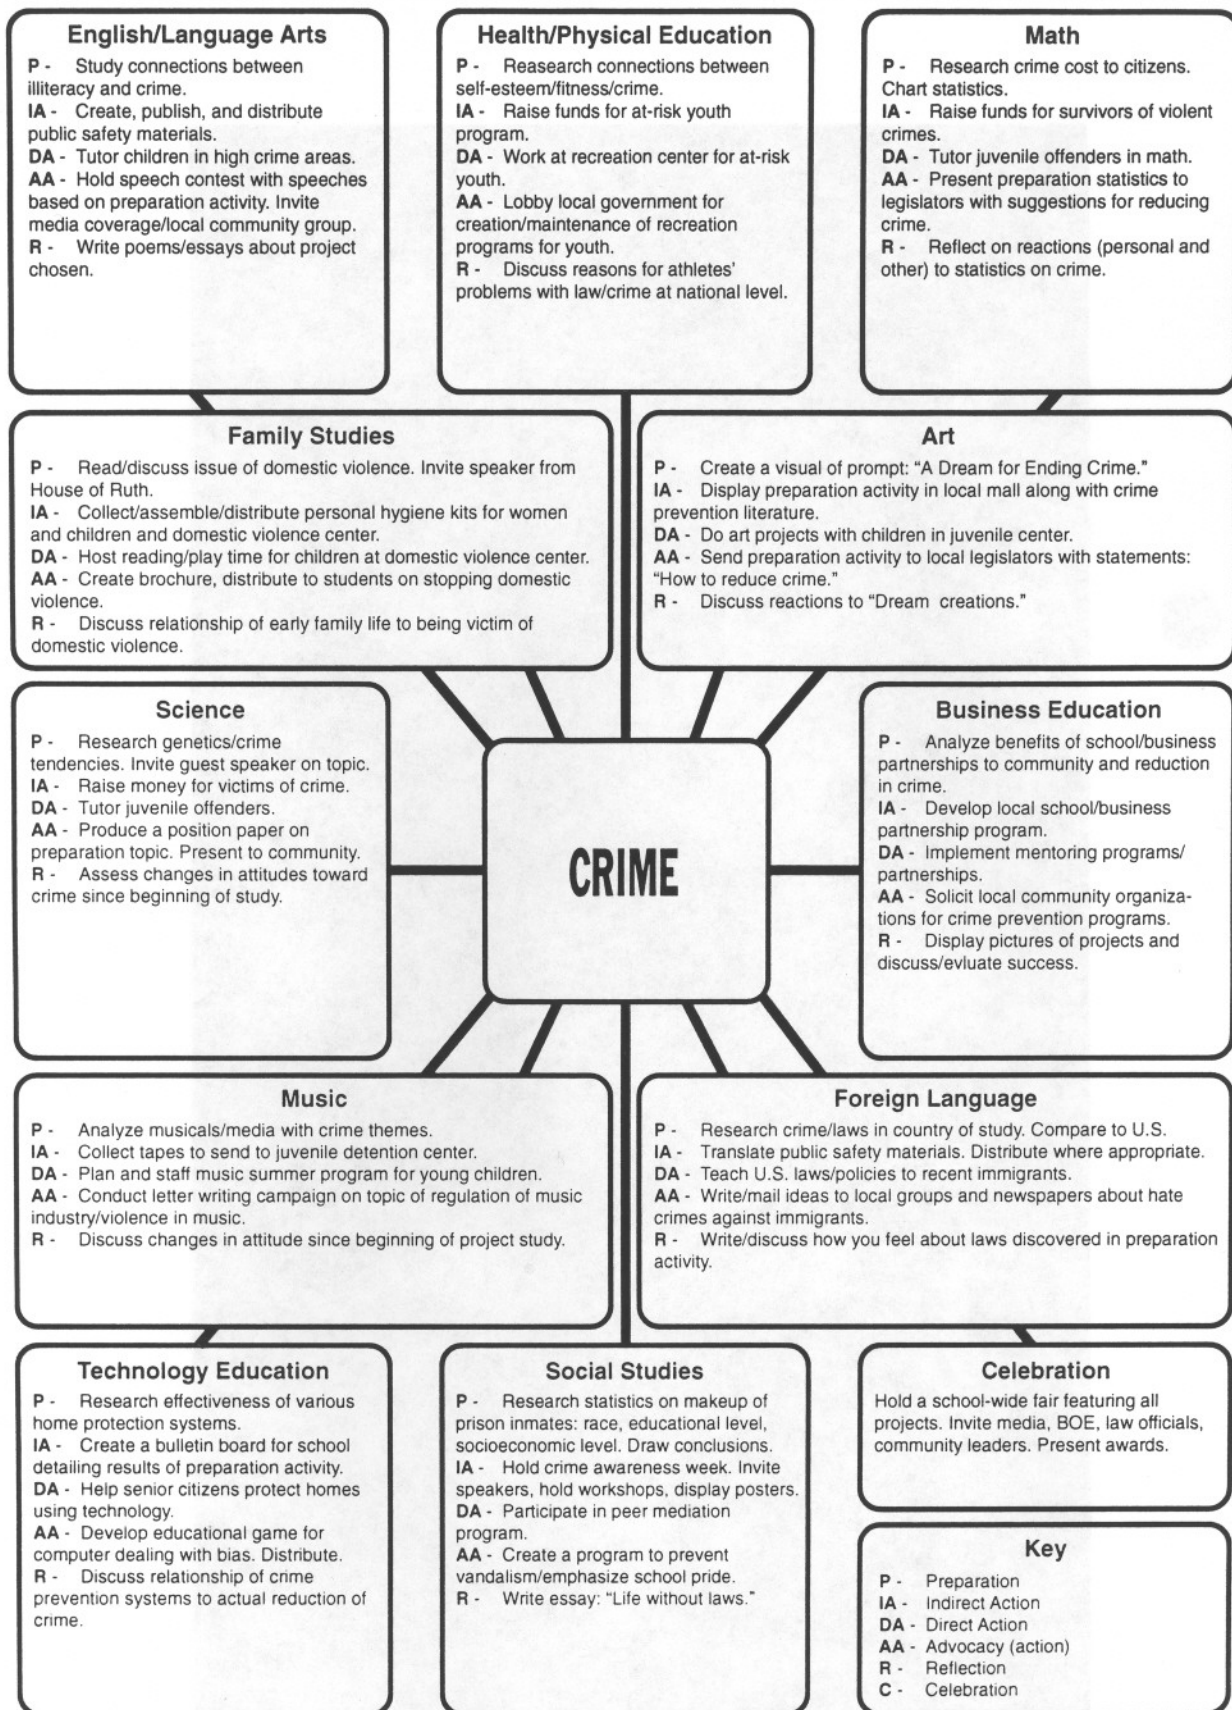 English/Language Arts
P - Study connections between
illiteracy and crime.
IA - Create, publish, and distribute
public safety materials.
DA - Tutor children in high crime areas.
AA - Hold speech contest with speeches
based on preparation activity. Invite
media coverage/local community group.
R - Write poems/essays about project
chosen.
Health/Physical Education
P - Reasearch connections between
self-esteem/fitness/crime.
IA - Raise funds for at-risk youth
program.
DA - Work at recreation center for at-risk
youth.
AA - Lobby local government for
creation/maintenance of recreation
programs for youth.
R - Discuss reasons for athletes'
problems with law/crime at national level.
Math
P - Research crime cost to citizens.
Chart statistics.
IA - Raise funds for survivors of violent
crimes.
DA - Tutor juvenile offenders in math.
AA - Present preparation statistics to
legislators with suggestions for reducing
crime.
R - Reflect on reactions (personal and
other) to statistics on crime.
Family Studies
P - Read/discuss issue of domestic violence. Invite speaker from
House of Ruth.
IA - Collect/assemble/distribute personal hygiene kits for women
and children and domestic violence center.
DA - Host reading/play time for children at domestic violence center.
AA - Create brochure, distribute to students on stopping domestic
violence.
R - Discuss relationship of early family life to being victim of
domestic violence.
Art
P - Create a visual of prompt: “A Dream for Ending Crime.”
IA - Display preparation activity in local mall along with crime
prevention literature.
DA - Do art projects with children in juvenile center.
AA - Send preparation activity to local legislators with statements:
“How to reduce crime.”
R - Discuss reactions to “Dream creations.”
Science
P - Research genetics/crime
tendencies. Invite guest speaker on topic.
IA - Raise money for victims of crime.
DA - Tutor juvenile offenders.
AA - Produce a position paper on
preparation topic. Present to community.
R - Assess changes in attitudes toward
crime since beginning of study.
CRIME
Business Education
P - Analyze benefits of school/business
partnerships to community and reduction
in crime.
IA - Develop local school/business
partnership program.
DA - Implement mentoring programs/
partnerships.
AA - Solicit local community organiza-
tions for crime prevention programs.
R - Display pictures of projects and
discuss/evluate success.
Music
P - Analyze musicals/media with crime themes.
IA - Collect tapes to send to juvenile detention center.
DA - Plan and staff music summer program for young children.
AA - Conduct letter writing campaign on topic of regulation of music
industry/violence in music.
R - Discuss changes in attitude since beginning of project study.
Foreign Language
P - Research crime/laws in country of study. Compare to U.S.
IA - Translate public safety materials. Distribute where appropriate.
DA - Teach U.S. laws/policies to recent immigrants.
AA - Write/mail ideas to local groups and newspapers about hate
crimes against immigrants.
R - Write/discuss how you feel about laws discovered in preparation
activity.
Technology Education
P - Research effectiveness of various
home protection systems.
IA - Create a bulletin board for school
detailing results of preparation activity.
DA - Help senior citizens protect homes
using technology.
AA - Develop educational game for
computer dealing with bias. Distribute.
R - Discuss relationship of crime
prevention systems to actual reduction of
crime.
Social Studies
P - Research statistics on makeup of
prison inmates: race, educational level,
socioeconomic level. Draw conclusions.
IA - Hold crime awareness week. Invite
speakers, hold workshops, display posters.
DA - Participate in peer mediation
program.
AA - Create a program to prevent
vandalism/emphasize school pride.
R - Write essay: “Life without laws.”
Celebration
Hold a school-wide fair featuring all
projects. Invite media, BOE, law officials,
community leaders. Present awards.
Key
P - Preparation
IA - Indirect Action
DA - Direct Action
AA - Advocacy (action)
R - Reflection
C - Celebration